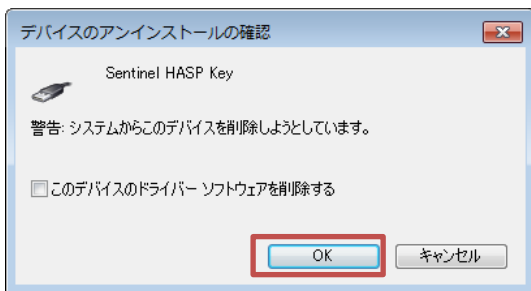 デバイスのアンインストールの確認
Sentinel HASP Key
警告: システムからこのデバイスを削除しようとしています。
このデバイスのドライバー ソフトウェアを削除する
OK
キャンセル